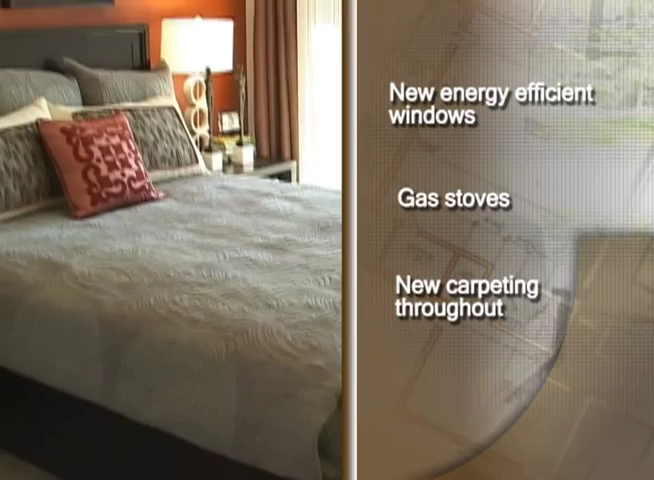 New energy efficient
windows
Gas stoves
New carpeting
throughout